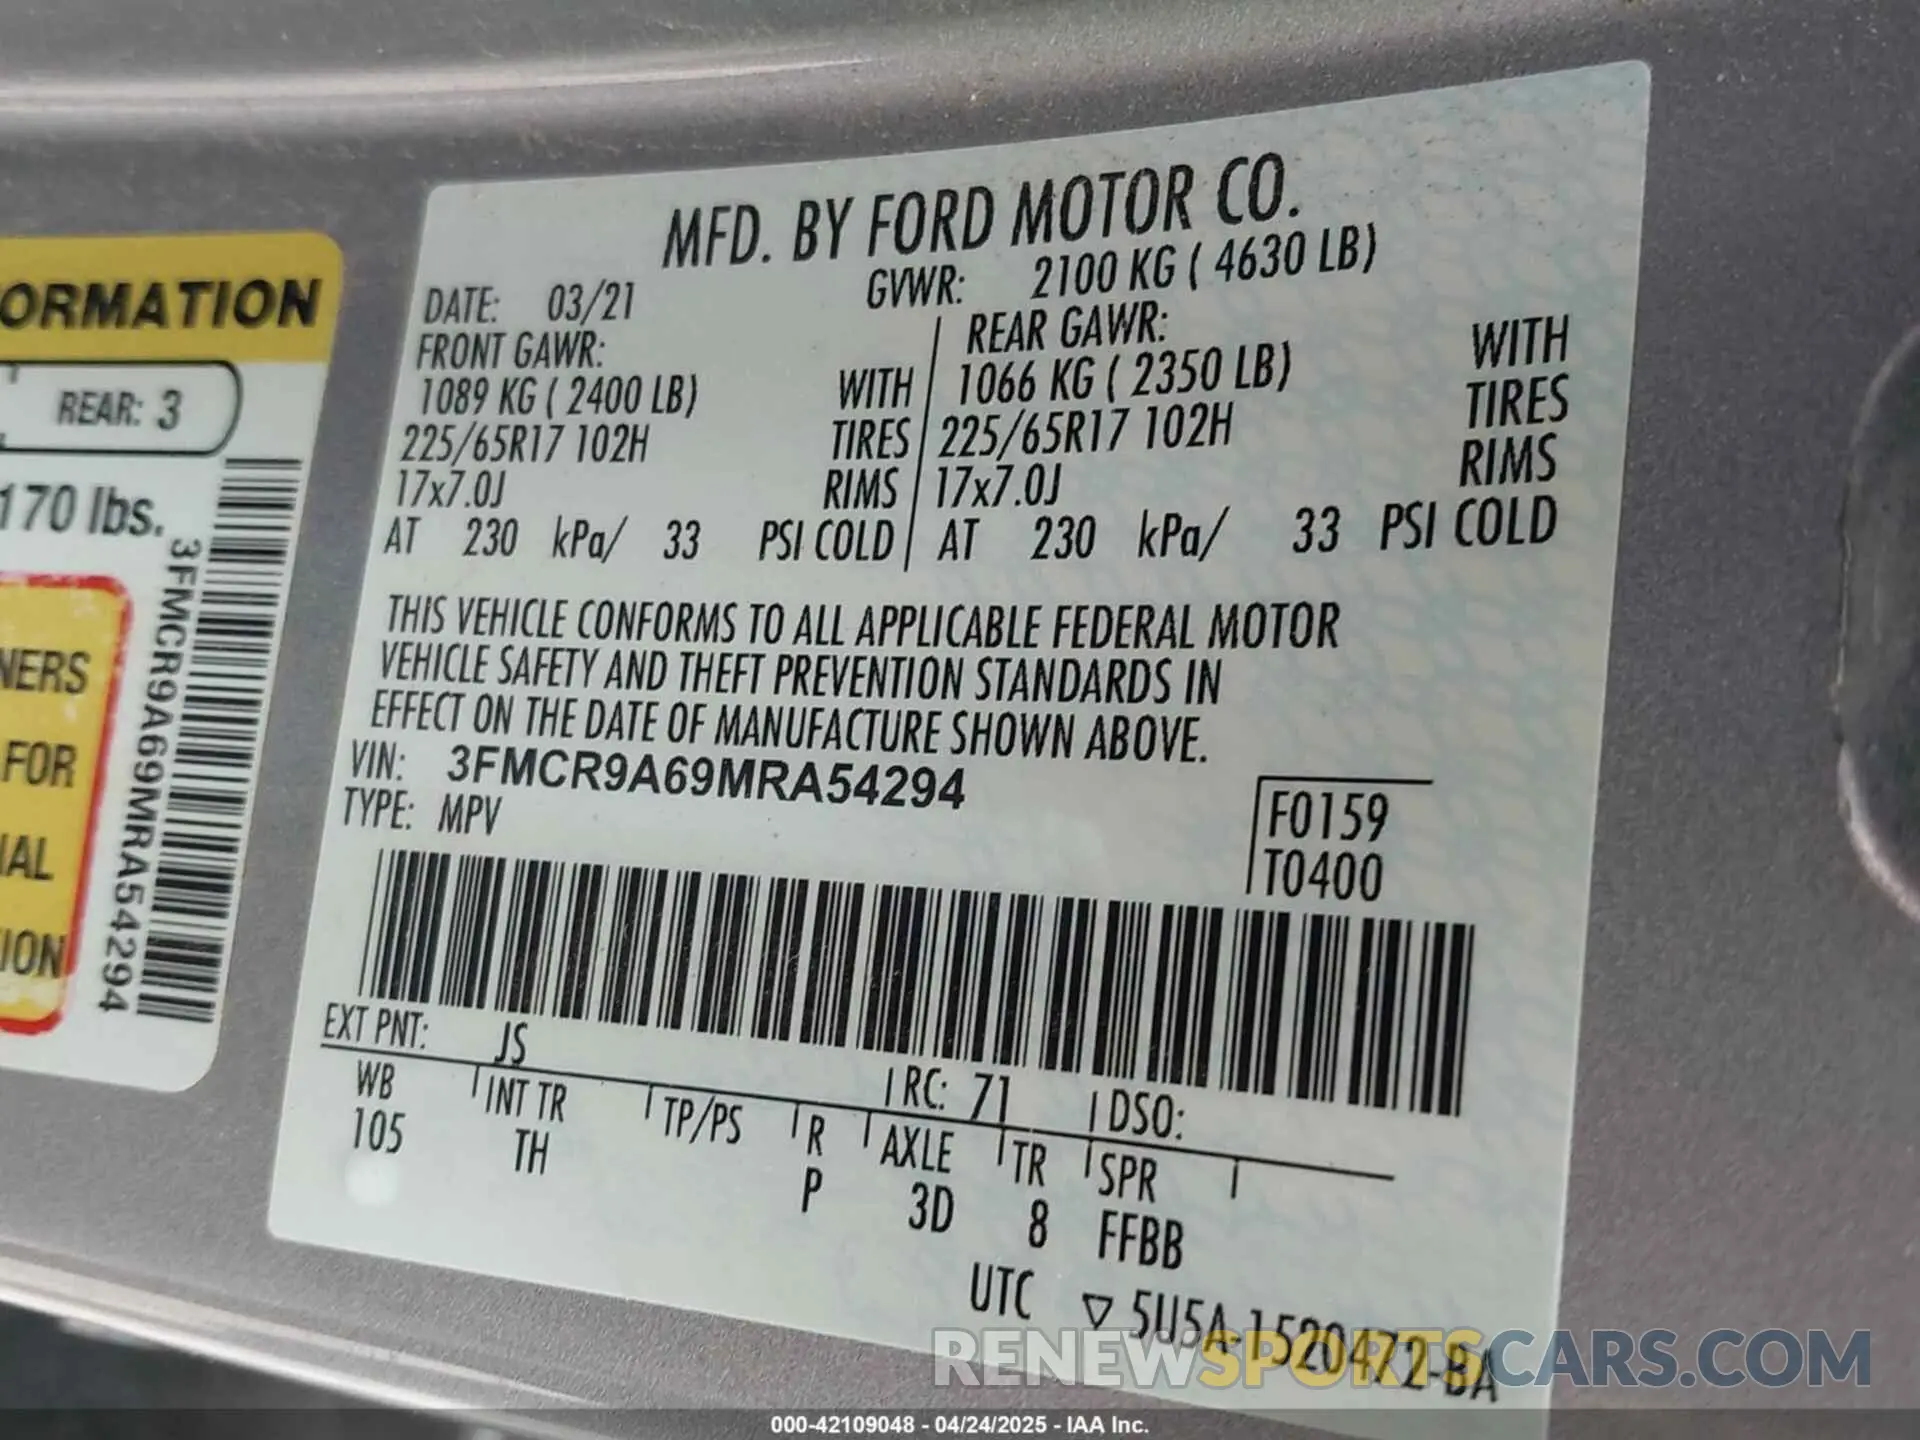 ORMATION
REAR: 3
170 lbs.
3FMCR9A69MRA54294
NERS
FOR
IAL
ION
MFD. BY FORD MOTOR CO.
DATE: 03/21 GVWR: 2100 KG ( 4630 LB)
FRONT GAWR: REAR GAWR:
1089 KG ( 2400 LB) WITH 1066 KG ( 2350 LB) WITH
225/65R17 102H TIRES 225/65R17 102H TIRES
17x7.0J RIMS 17x7.0J RIMS
AT 230 kPa/ 33 PSI COLD AT 230 kPa/ 33 PSI COLD
THIS VEHICLE CONFORMS TO ALL APPLICABLE FEDERAL MOTOR
VEHICLE SAFETY AND THEFT PREVENTION STANDARDS IN
EFFECT ON THE DATE OF MANUFACTURE SHOWN ABOVE.
VIN: 3FMCR9A69MRA54294
TYPE: MPV
F0159
T0400
EXT PNT: JS RC: 71 DSO:
WB INT TR TP/PS R AXLE TR SPR
105 TH P 3D 8 FFBB
UTC ▽ 5U5A-1520472-BA
RENEWSPORTSCARS.COM
000-42109048 - 04/24/2025 - IAA Inc.